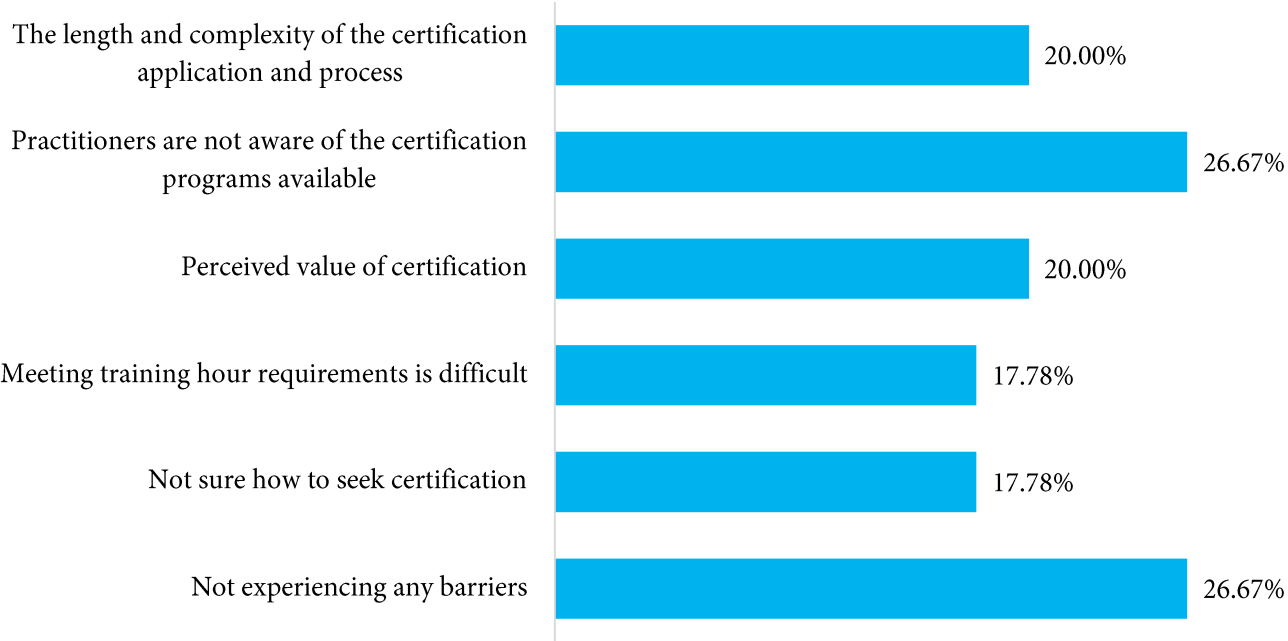 The length and complexity of the certification
application and process
20.00%
Practitioners are not aware of the certification
programs available
26.67%
Perceived value of certification
20.00%
Meeting training hour requirements is difficult
17.78%
Not sure how to seek certification
17.78%
Not experiencing any barriers
26.67%